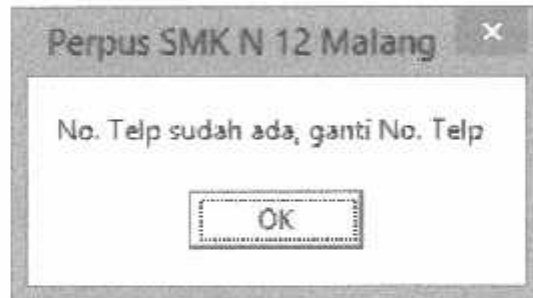 Perpus SMK N 12 Malang
No. Telp sudah ada, ganti No. Telp
OK